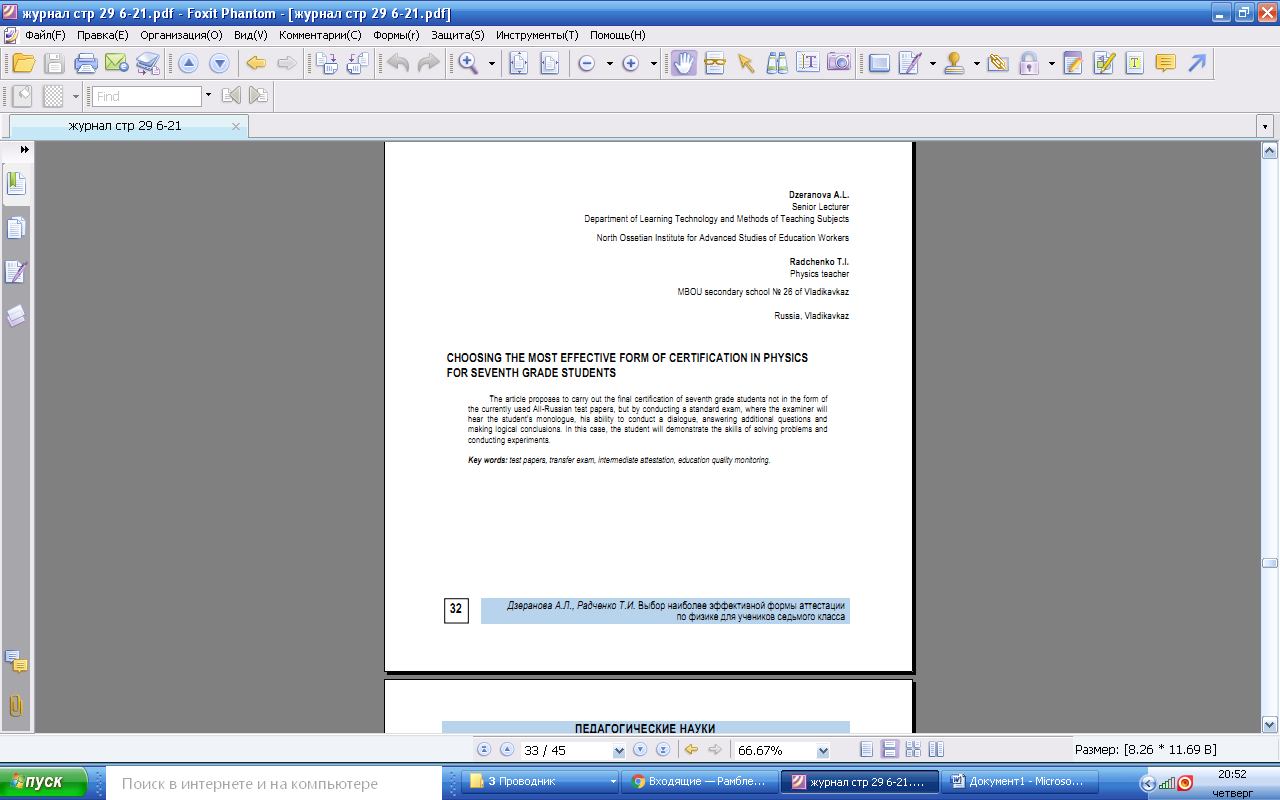 журнал стр 29 6-21.pdf - Foxit Phantom - [журнал стр 29 6-21.pdf]
Файл(F) Правка(E) Организация(O) Вид(V) Комментарии(C) Формы(r) Защита(S) Инструменты(T) Помощь(H)
Find
журнал стр 29 6-21
Dzeranova A.L.
Senior Lecturer
Department of Learning Technology and Methods of Teaching Subjects
North Ossetian Institute for Advanced Studies of Education Workers
Radchenko T.I.
Physics teacher
MBOU secondary school № 26 of Vladikavkaz
Russia, Vladikavkaz
CHOOSING THE MOST EFFECTIVE FORM OF CERTIFICATION IN PHYSICS
FOR SEVENTH GRADE STUDENTS
The article proposes to carry out the final certification of seventh grade students not in the form of
the currently used All-Russian test papers, but by conducting a standard exam, where the examiner will
hear the student's monologue, his ability to conduct a dialogue, answering additional questions and
making logical conclusions. In this case, the student will demonstrate the skills of solving problems and
conducting experiments.
Key words: test papers, transfer exam, intermediate attestation, education quality monitoring.
32
Дзеранова А.Л., Радченко Т.И. Выбор наиболее эффективной формы аттестации
по физике для учеников седьмого класса
ПЕДАГОГИЧЕСКИЕ НАУКИ
33 / 45 66.67% Размер: [8.26 * 11.69 В]
пуск Поиск в интернете и на компьютере 3 Проводник Входящие — Рамбле... журнал стр 29 6-21.... Документ1 - Microso... 20:52
четверг